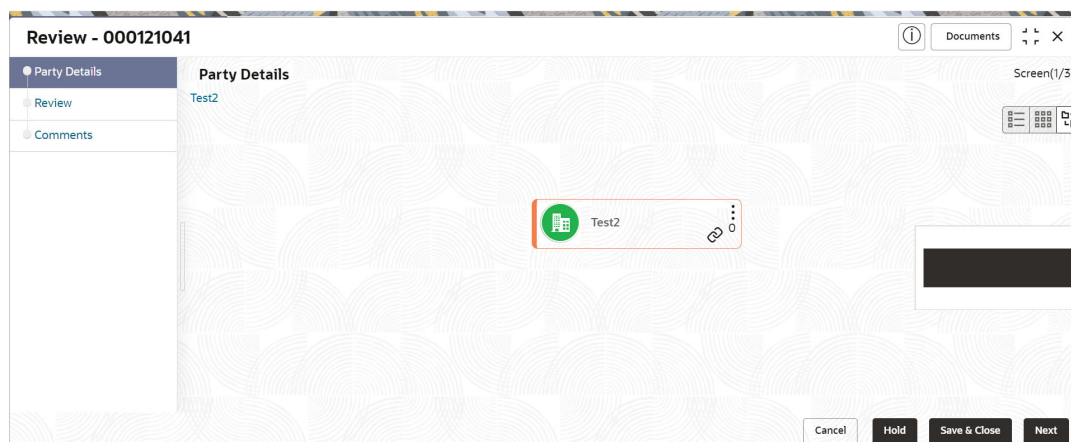 Review - 000121041
Documents
Party Details
Review
Comments
Party Details
Screen(1/3
Test2
Test2
0
Cancel
Hold
Save & Close
Next